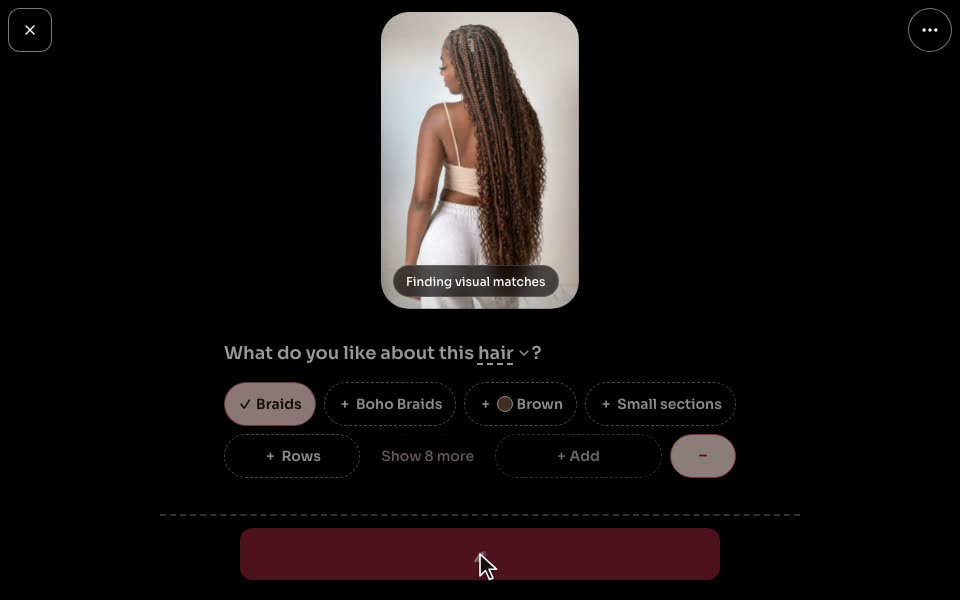 Finding visual matches
What do you like about this hair ?
Braids
+ Boho Braids
+ Brown
+ Small sections
+ Rows
Show 8 more
+ Add